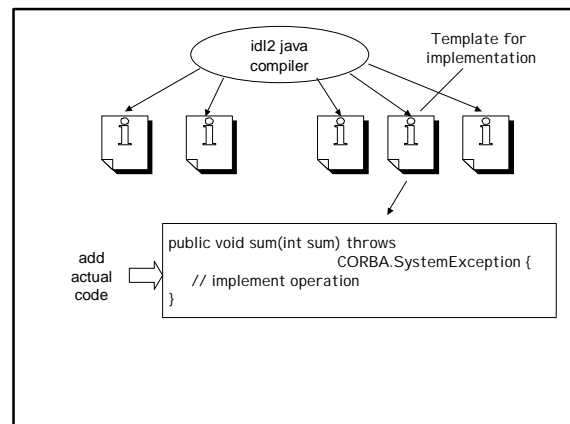 idl2 java
compiler
Template for
implementation
i
i
i
i
i
public void sum(int sum) throws
CORBA.SystemException {
// implement operation
}
add
actual
code